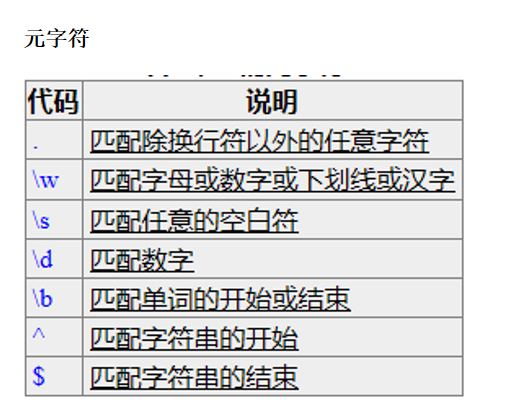 元字符
代码 说明
. 匹配除换行符以外的任意字符
\w 匹配字母或数字或下划线或汉字
\s 匹配任意的空白符
\d 匹配数字
\b 匹配单词的开始或结束
^ 匹配字符串的开始
$ 匹配字符串的结束